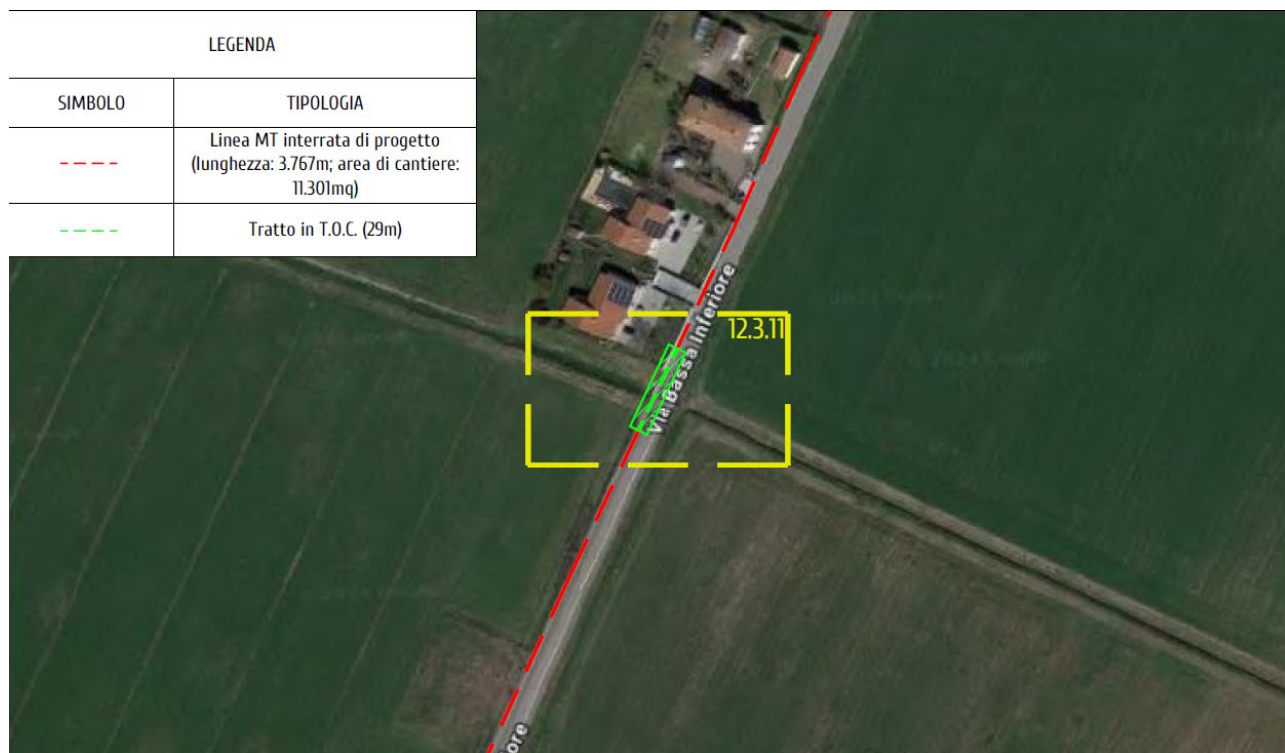 LEGENDA
SIMBOLO
TIPOLOGIA
Linea MT interrata di progetto
(lunghezza: 3.767m; area di cantiere:
11.301mq)
Tratto in T.O.C. (29m)
12.3.11
Via Bassa Inferiore
ore